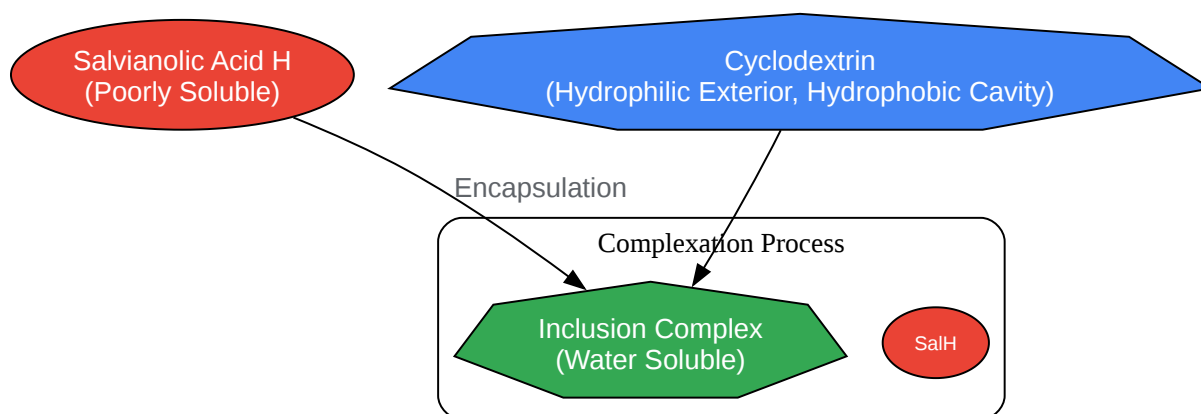 Salvianolic Acid H
(Poorly Soluble)
Cyclodextrin
(Hydrophilic Exterior, Hydrophobic Cavity)
Encapsulation
Complexation Process
Inclusion Complex
(Water Soluble)
SalH